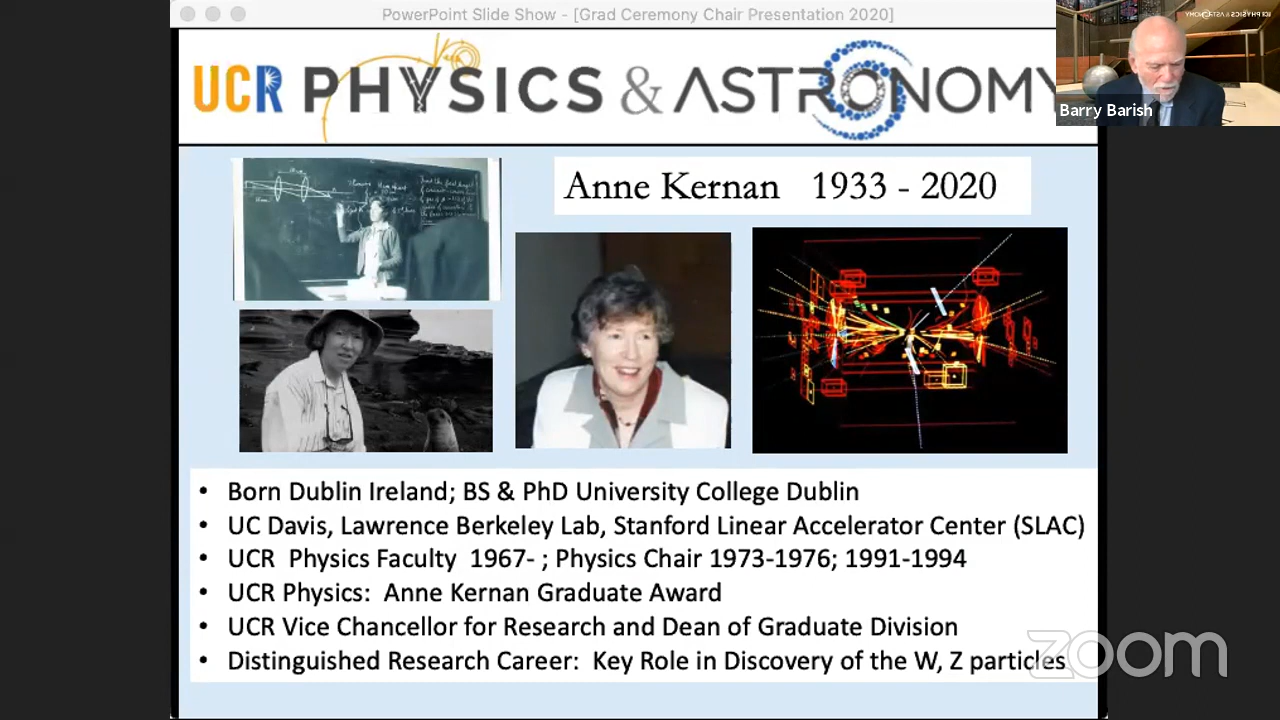 PowerPoint Slide Show - [Grad Ceremony Chair Presentation 2020]
UCR PHYSICS & ASTRONOMY
Barry Barish
Anne Kernan 1933 - 2020
• Born Dublin Ireland; BS & PhD University College Dublin
• UC Davis, Lawrence Berkeley Lab, Stanford Linear Accelerator Center (SLAC)
• UCR Physics Faculty 1967- ; Physics Chair 1973-1976; 1991-1994
• UCR Physics: Anne Kernan Graduate Award
• UCR Vice Chancellor for Research and Dean of Graduate Division
• Distinguished Research Career: Key Role in Discovery of the W, Z particles
zoom